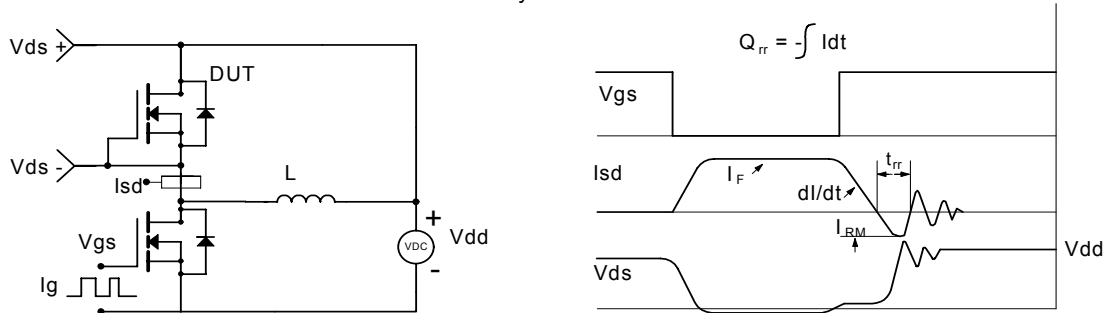 Vds +
DUT
Vds -
Isd
L
Vgs
Ig
+
VDC
-
Vdd
Q rr = - ∫ Idt
Vgs
Isd
I F
dI/dt
t rr
I RM
Vds
Vdd